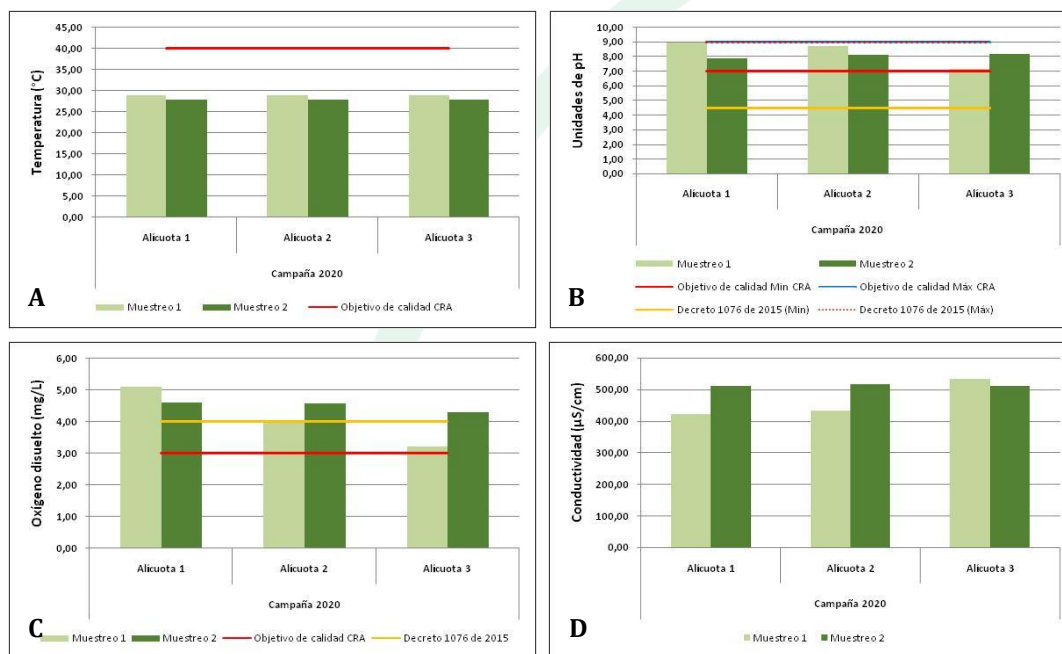 Temperatura (°C)
45,00
40,00
35,00
30,00
25,00
20,00
15,00
10,00
5,00
0,00
Alicuota 1 Alicuota 2 Alicuota 3
Campaña 2020
A
Muestreo 1 Muestreo 2 Objetivo de calidad CRA
Unidades de pH
10,00
9,00
8,00
7,00
6,00
5,00
4,00
3,00
2,00
1,00
0,00
Alicuota 1 Alicuota 2 Alicuota 3
Campaña 2020
B
Muestreo 1 Muestreo 2
Objetivo de calidad Min CRA Objetivo de calidad Máx CRA
Decreto 1076 de 2015 (Min) Decreto 1076 de 2015 (Máx)
Oxígeno disuelto (mg/L)
6,00
5,00
4,00
3,00
2,00
1,00
0,00
Alicuota 1 Alicuota 2 Alicuota 3
Campaña 2020
C
Muestreo 1 Muestreo 2 Objetivo de calidad CRA Decreto 1076 de 2015
Conductividad (µS/cm)
600,00
500,00
400,00
300,00
200,00
100,00
0,00
Alicuota 1 Alicuota 2 Alicuota 3
Campaña 2020
D
Muestreo 1 Muestreo 2